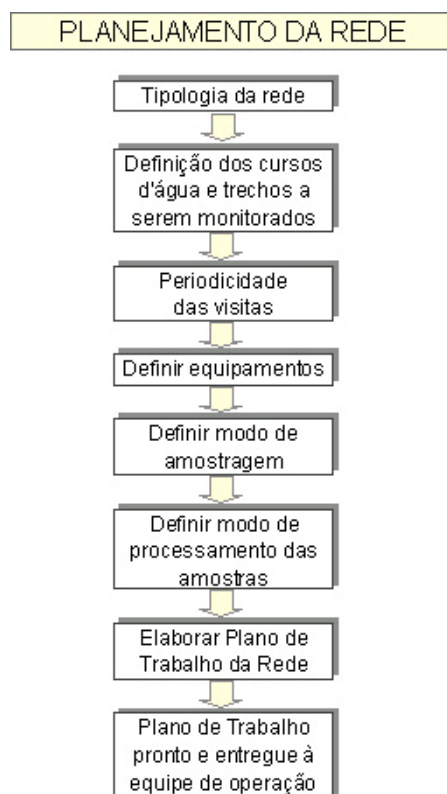 PLANEJAMENTO DA REDE
Tipologia da rede
Definição dos cursos
d'água e trechos a
serem monitorados
Periodicidade
das visitas
Definir equipamentos
Definir modo de
amostragem
Definir modo de
processamento das
amostras
Elaborar Plano de
Trabalho da Rede
Plano de Trabalho
pronto e entregue à
equipe de operação